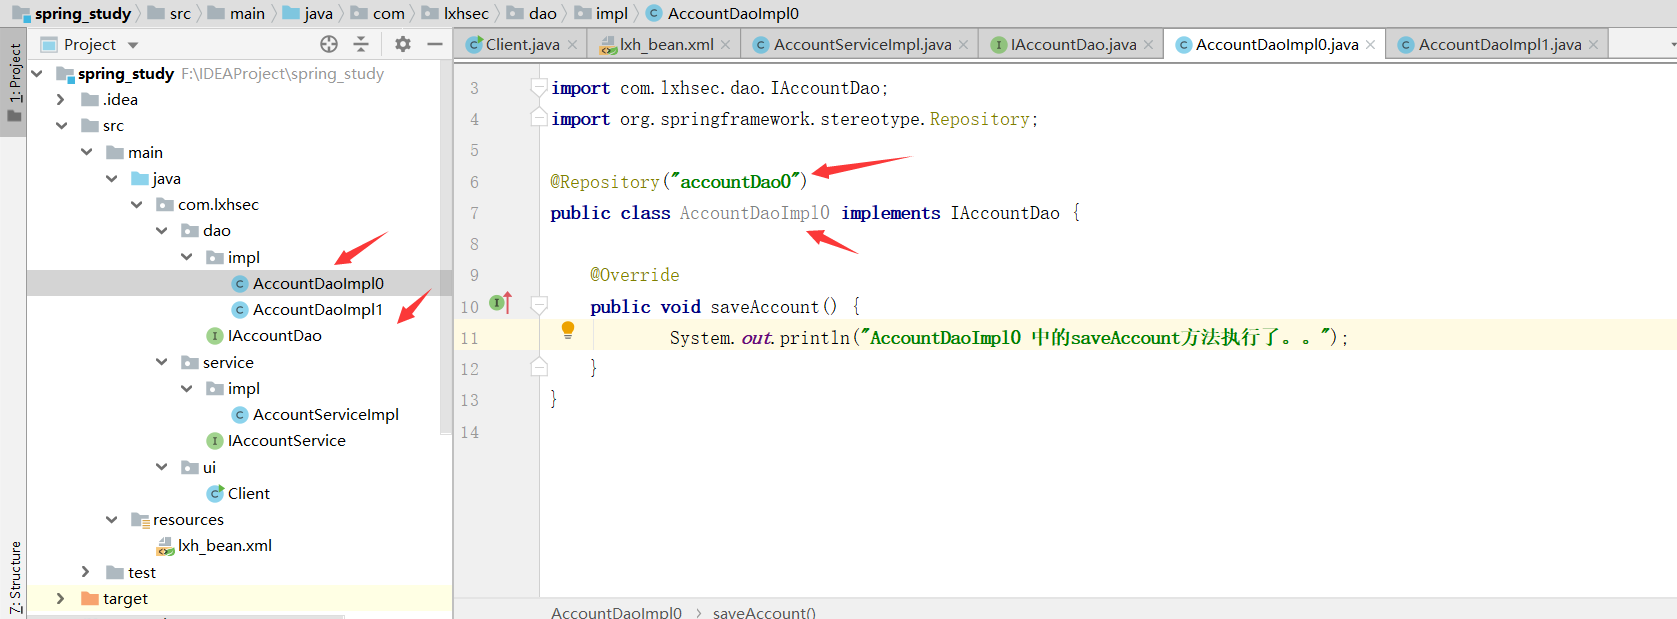 spring_study src main java com lxhsec dao impl AccountDaoImpl0
Project
Client.java lxh_bean.xml AccountServiceImpl.java IAccountDao.java AccountDaoImpl0.java AccountDaoImpl1.java
1: Project
7: Structure
spring_study F:\IDEAProject\spring_study
.idea
src
main
java
com.lxhsec
dao
impl
AccountDaoImpl0
AccountDaoImpl1
IAccountDao
service
impl
AccountServiceImpl
IAccountService
ui
Client
resources
lxh_bean.xml
test
target
3 import com.lxhsec.dao.IAccountDao;
4 import org.springframework.stereotype.Repository;
5
6 @Repository("accountDao0")
7 public class AccountDaoImpl0 implements IAccountDao {
8
9 @Override
10 public void saveAccount() {
11 System.out.println("AccountDaoImpl0 中的saveAccount方法执行了。。");
12 }
13 }
14
AccountDaoImpl0 › saveAccount()